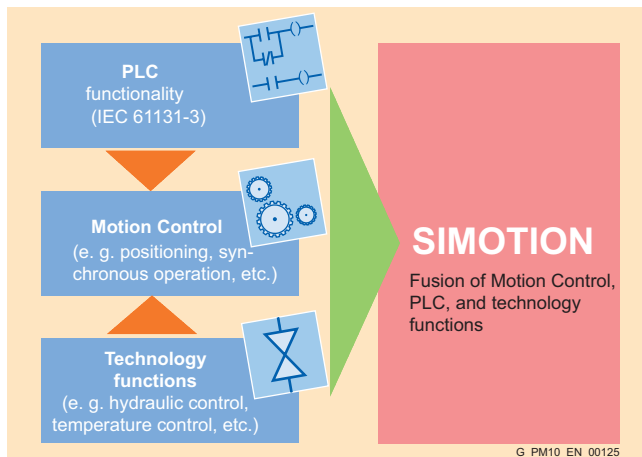 PLC
functionality
(IEC 61131-3)
Motion Control
(e. g. positioning, syn-
chronous operation, etc.)
Technology
functions
(e. g. hydraulic control,
temperature control, etc.)
SIMOTION
Fusion of Motion Control,
PLC, and technology
functions
G_PM10_EN_00125